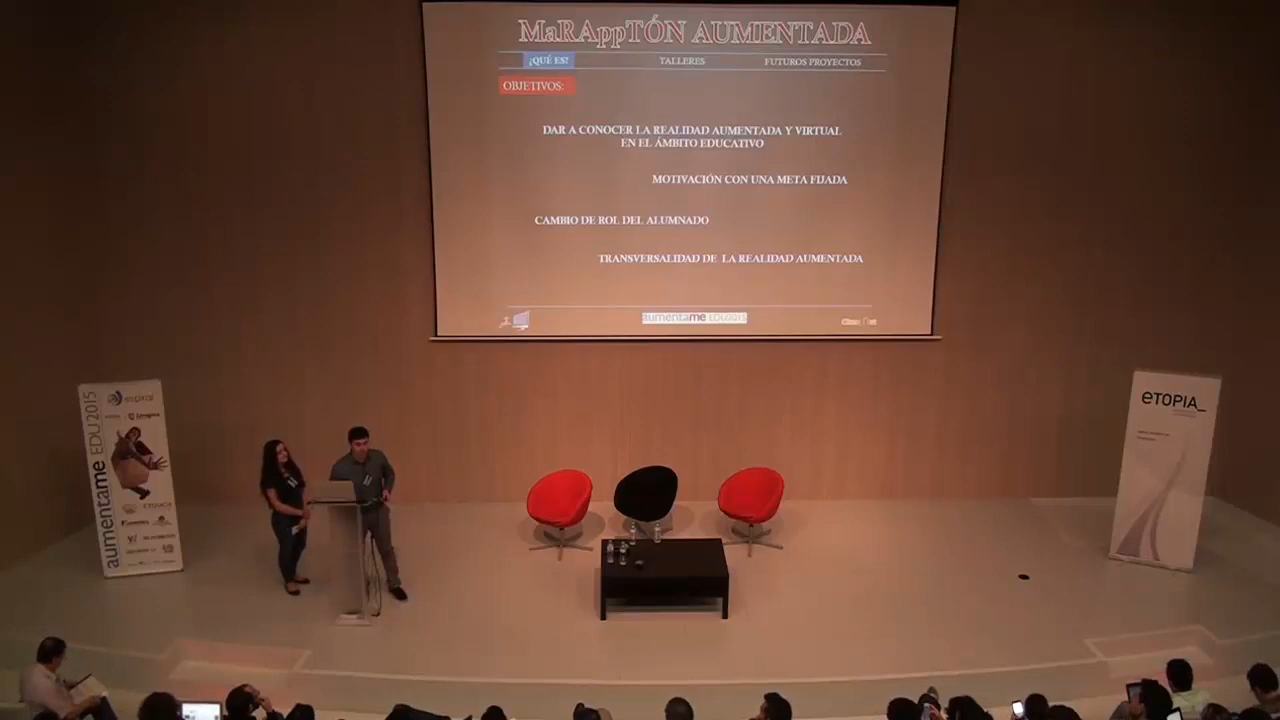 MaRAppTÓN AUMENTADA
¿QUÉ ES? TALLERES FUTUROS PROYECTOS
OBJETIVOS:
DAR A CONOCER LA REALIDAD AUMENTADA Y VIRTUAL
EN EL ÁMBITO EDUCATIVO
MOTIVACIÓN CON UNA META FIJADA
CAMBIO DE ROL DEL ALUMNADO
TRANSVERSALIDAD DE LA REALIDAD AUMENTADA
aumentame EDU2015
aumentame EDU2015
espiral
Zaragoza
eTOPIA_